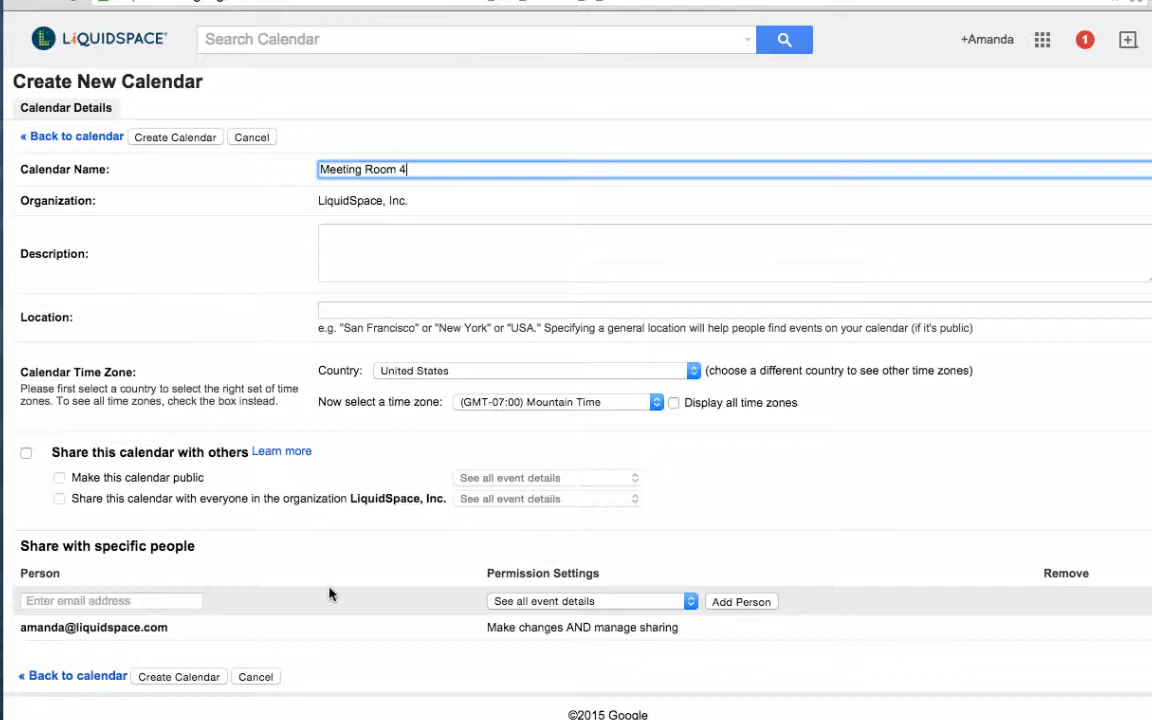 LiQUIDSPACE
Search Calendar
+Amanda
1
Create New Calendar
Calendar Details
« Back to calendar Create Calendar Cancel
Calendar Name: Meeting Room 4
Organization: LiquidSpace, Inc.
Description:
Location:
e.g. "San Francisco" or "New York" or "USA." Specifying a general location will help people find events on your calendar (if it's public)
Calendar Time Zone: Country: United States (choose a different country to see other time zones)
Please first select a country to select the right set of time
zones. To see all time zones, check the box instead.
Now select a time zone: (GMT-07:00) Mountain Time Display all time zones
Share this calendar with others Learn more
Make this calendar public See all event details
Share this calendar with everyone in the organization LiquidSpace, Inc. See all event details
Share with specific people
Person Permission Settings Remove
Enter email address See all event details Add Person
amanda@liquidspace.com Make changes AND manage sharing
« Back to calendar Create Calendar Cancel
©2015 Google